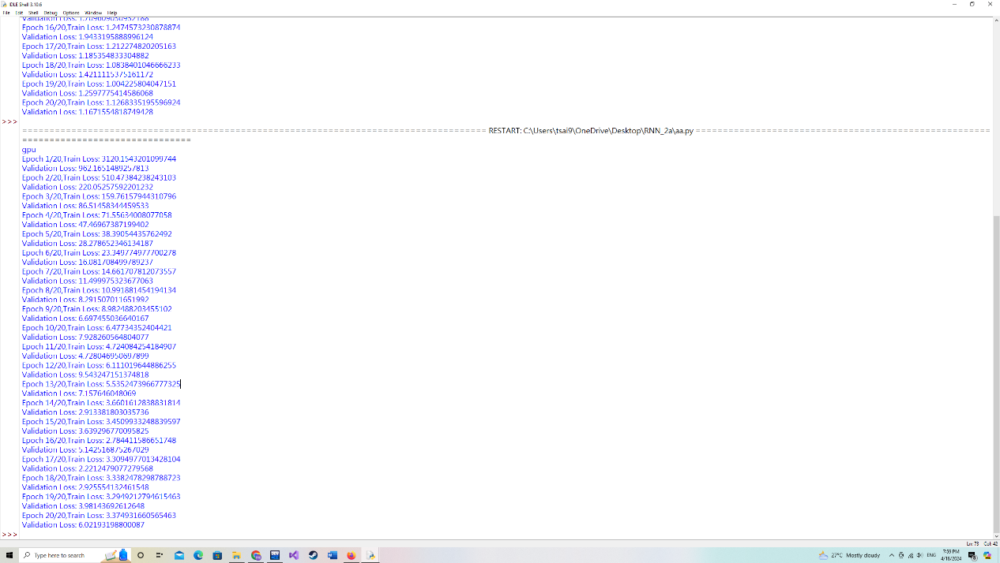 IDLE Shell 3.10.6
File Edit Shell Debug Options Window Help
Validation Loss: 1.709609050952188
Epoch 16/20,Train Loss: 1.2474573230878874
Validation Loss: 1.9433195888996124
Epoch 17/20,Train Loss: 1.212274820205163
Validation Loss: 1.185354833304882
Epoch 18/20,Train Loss: 1.0838401046666233
Validation Loss: 1.4211115375161172
Epoch 19/20,Train Loss: 1.004225804047151
Validation Loss: 1.2597775414586068
Epoch 20/20,Train Loss: 1.1268335195596924
Validation Loss: 1.1671554818749428
>>>
RESTART: C:\Users\tsai9\OneDrive\Desktop\RNN_2a\aa.py
gpu
Epoch 1/20,Train Loss: 3120.1543201099744
Validation Loss: 962.1651489257813
Epoch 2/20,Train Loss: 510.47384238243103
Validation Loss: 220.05257592201232
Epoch 3/20,Train Loss: 159.76157944310796
Validation Loss: 86.51458344459533
Epoch 4/20,Train Loss: 71.55634008077058
Validation Loss: 47.46967387199402
Epoch 5/20,Train Loss: 38.39054435762492
Validation Loss: 28.278652346134187
Epoch 6/20,Train Loss: 23.349774977700278
Validation Loss: 16.081708499789237
Epoch 7/20,Train Loss: 14.661707812073557
Validation Loss: 11.499975323677063
Epoch 8/20,Train Loss: 10.991881454194134
Validation Loss: 8.291507011651992
Epoch 9/20,Train Loss: 8.982488203455102
Validation Loss: 6.697455036640167
Epoch 10/20,Train Loss: 6.47734352404421
Validation Loss: 7.928260564804077
Epoch 11/20,Train Loss: 4.724084254184907
Validation Loss: 4.728046950697899
Epoch 12/20,Train Loss: 6.111019644886255
Validation Loss: 9.543247151374818
Epoch 13/20,Train Loss: 5.5352473966777325
Validation Loss: 7.157646048069
Epoch 14/20,Train Loss: 3.6601612838831814
Validation Loss: 2.913381803035736
Epoch 15/20,Train Loss: 3.4509933248839597
Validation Loss: 3.639296770095825
Epoch 16/20,Train Loss: 2.784411586651748
Validation Loss: 5.142516875267029
Epoch 17/20,Train Loss: 3.3094977013428104
Validation Loss: 2.2212479077279568
Epoch 18/20,Train Loss: 3.3382478298788723
Validation Loss: 2.925554132461548
Epoch 19/20,Train Loss: 3.2949212794615463
Validation Loss: 3.98143692612648
Epoch 20/20,Train Loss: 3.374931660565463
Validation Loss: 6.02193198800087
>>>
Ln: 73 Col: 42
Type here to search
27°C Mostly cloudy
ENG
7:59 PM
4/18/2024